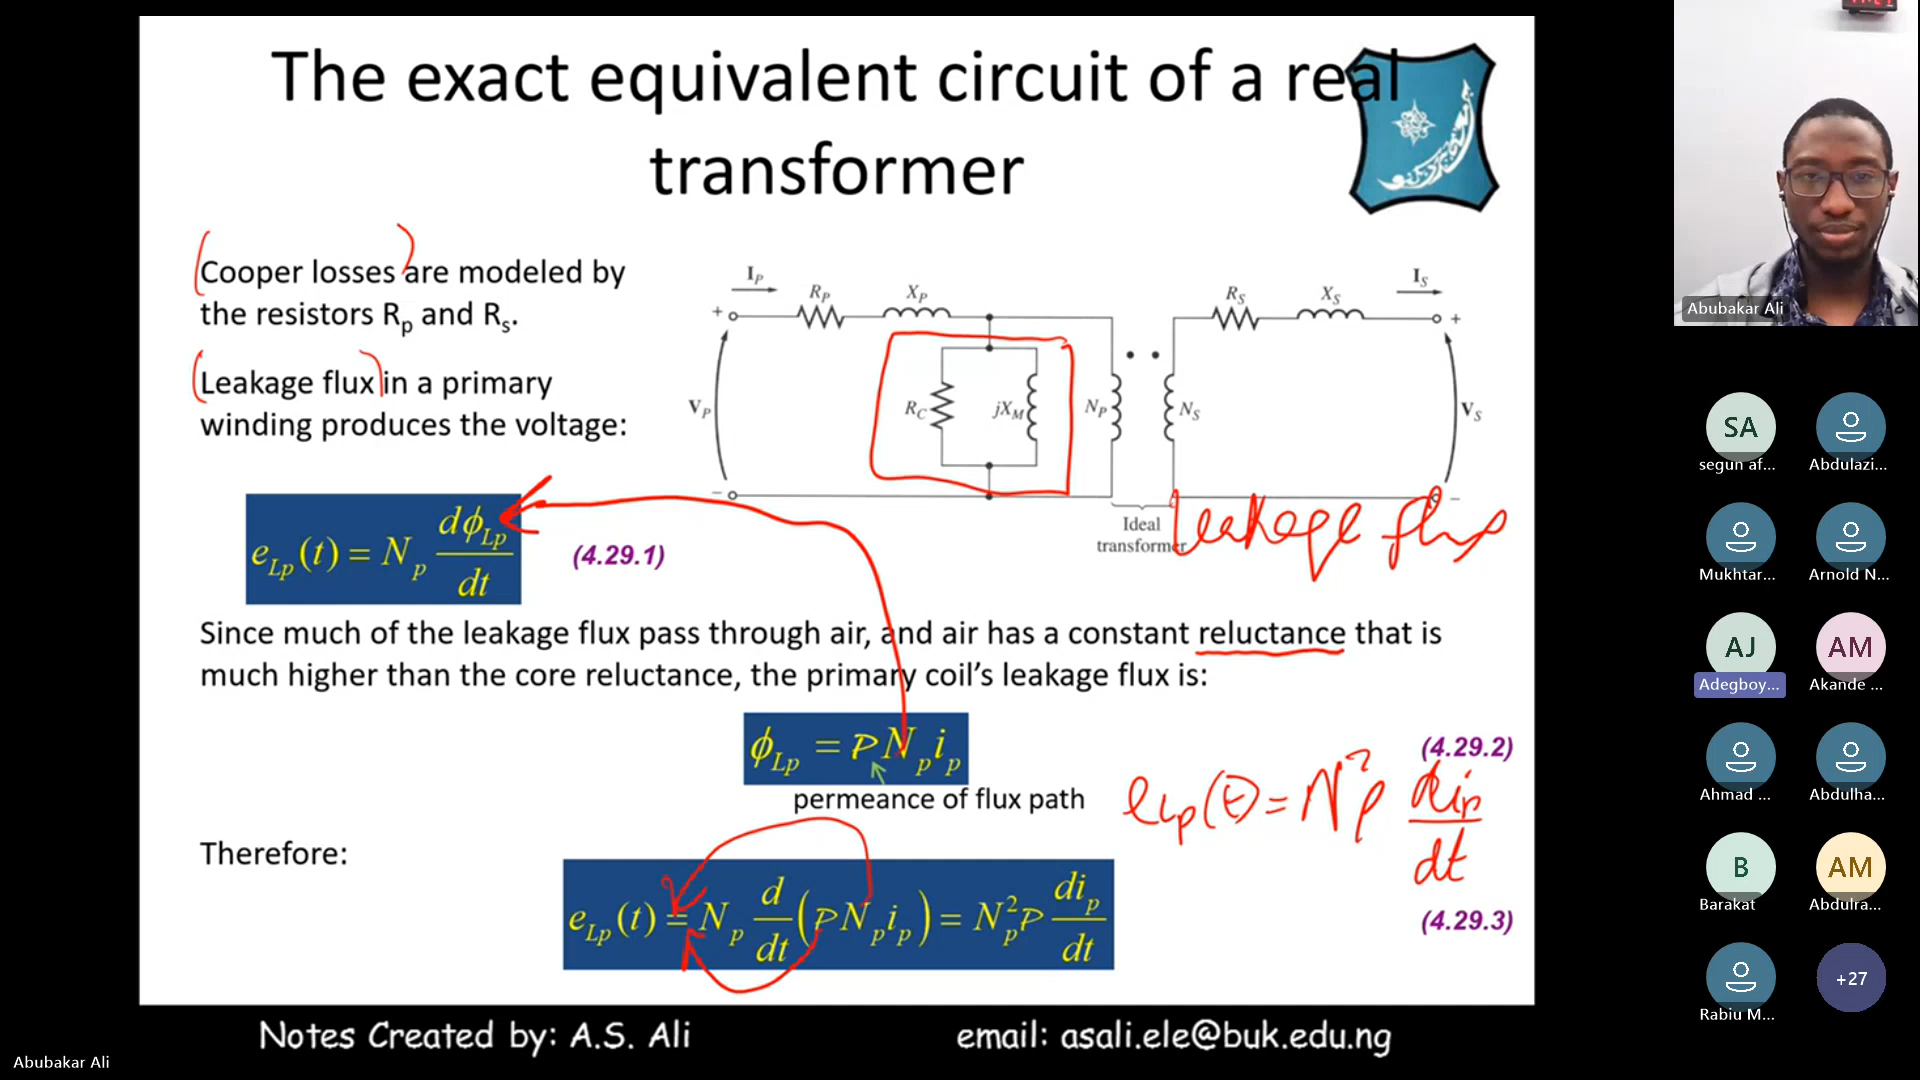 The exact equivalent circuit of a real
transformer
Cooper losses are modeled by
the resistors Rp and Rs.
Leakage flux in a primary
winding produces the voltage:
IP
RP
XP
RS
XS
IS
+
+
VP
RC
jXM
NP
NS
VS
Ideal
transformer
Leakage flux
eLp(t) = Np dϕLp/dt
(4.29.1)
Since much of the leakage flux pass through air, and air has a constant reluctance that is
much higher than the core reluctance, the primary coil's leakage flux is:
ϕLp = PNpip
(4.29.2)
permeance of flux path
eLp(t) = N²P dip/dt
Therefore:
eLp(t) = Np d/dt (PNpip) = Np²P dip/dt
(4.29.3)
Notes Created by: A.S. Ali
email: asali.ele@buk.edu.ng
Abubakar Ali
Abubakar Ali
SA
segun af...
Abdulazi...
Mukhtar...
Arnold N...
AJ
Adegboy...
AM
Akande ...
Ahmad ...
Abdulha...
B
Barakat
AM
Abdulra...
Rabiu M...
+27